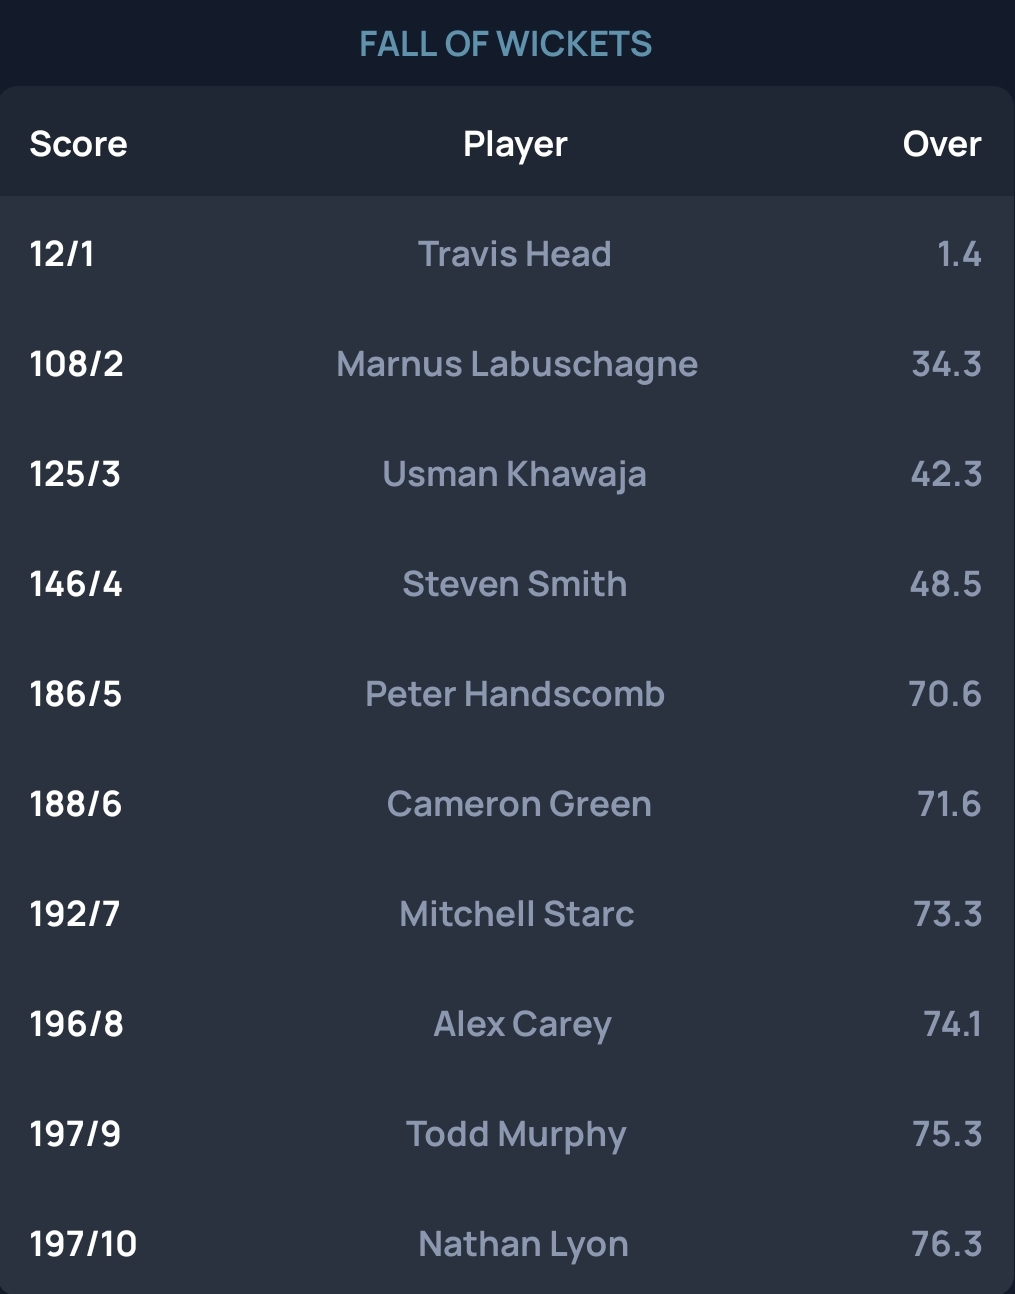 FALL OF WICKETS
Score Player Over
12/1 Travis Head 1.4
108/2 Marnus Labuschagne 34.3
125/3 Usman Khawaja 42.3
146/4 Steven Smith 48.5
186/5 Peter Handscomb 70.6
188/6 Cameron Green 71.6
192/7 Mitchell Starc 73.3
196/8 Alex Carey 74.1
197/9 Todd Murphy 75.3
197/10 Nathan Lyon 76.3